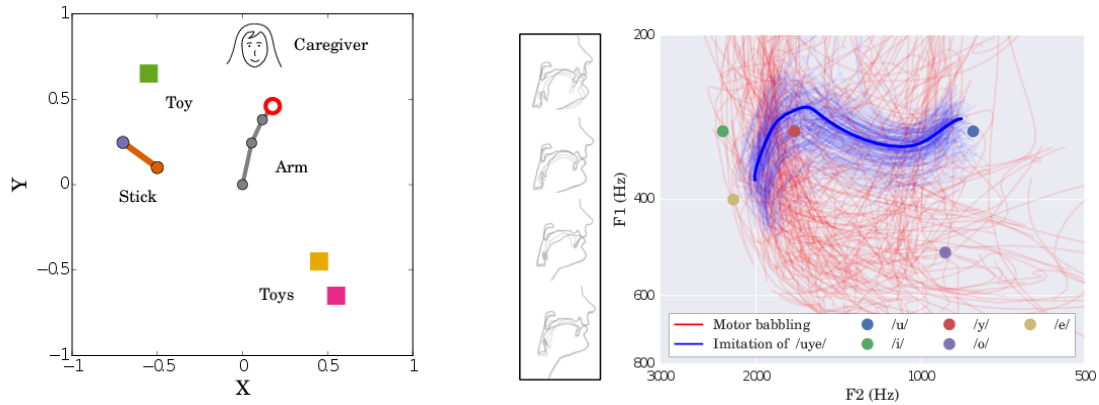 1
0.5
0
−0.5
−1
Y
Caregiver
Toy
Arm
Stick
Toys
−1
−0.5
0
0.5
1
X
200
400
600
800
F1 (Hz)
Motor babbling
Imitation of /uye/
/u/
/y/
/e/
/i/
/o/
3000
2000
1000
500
F2 (Hz)